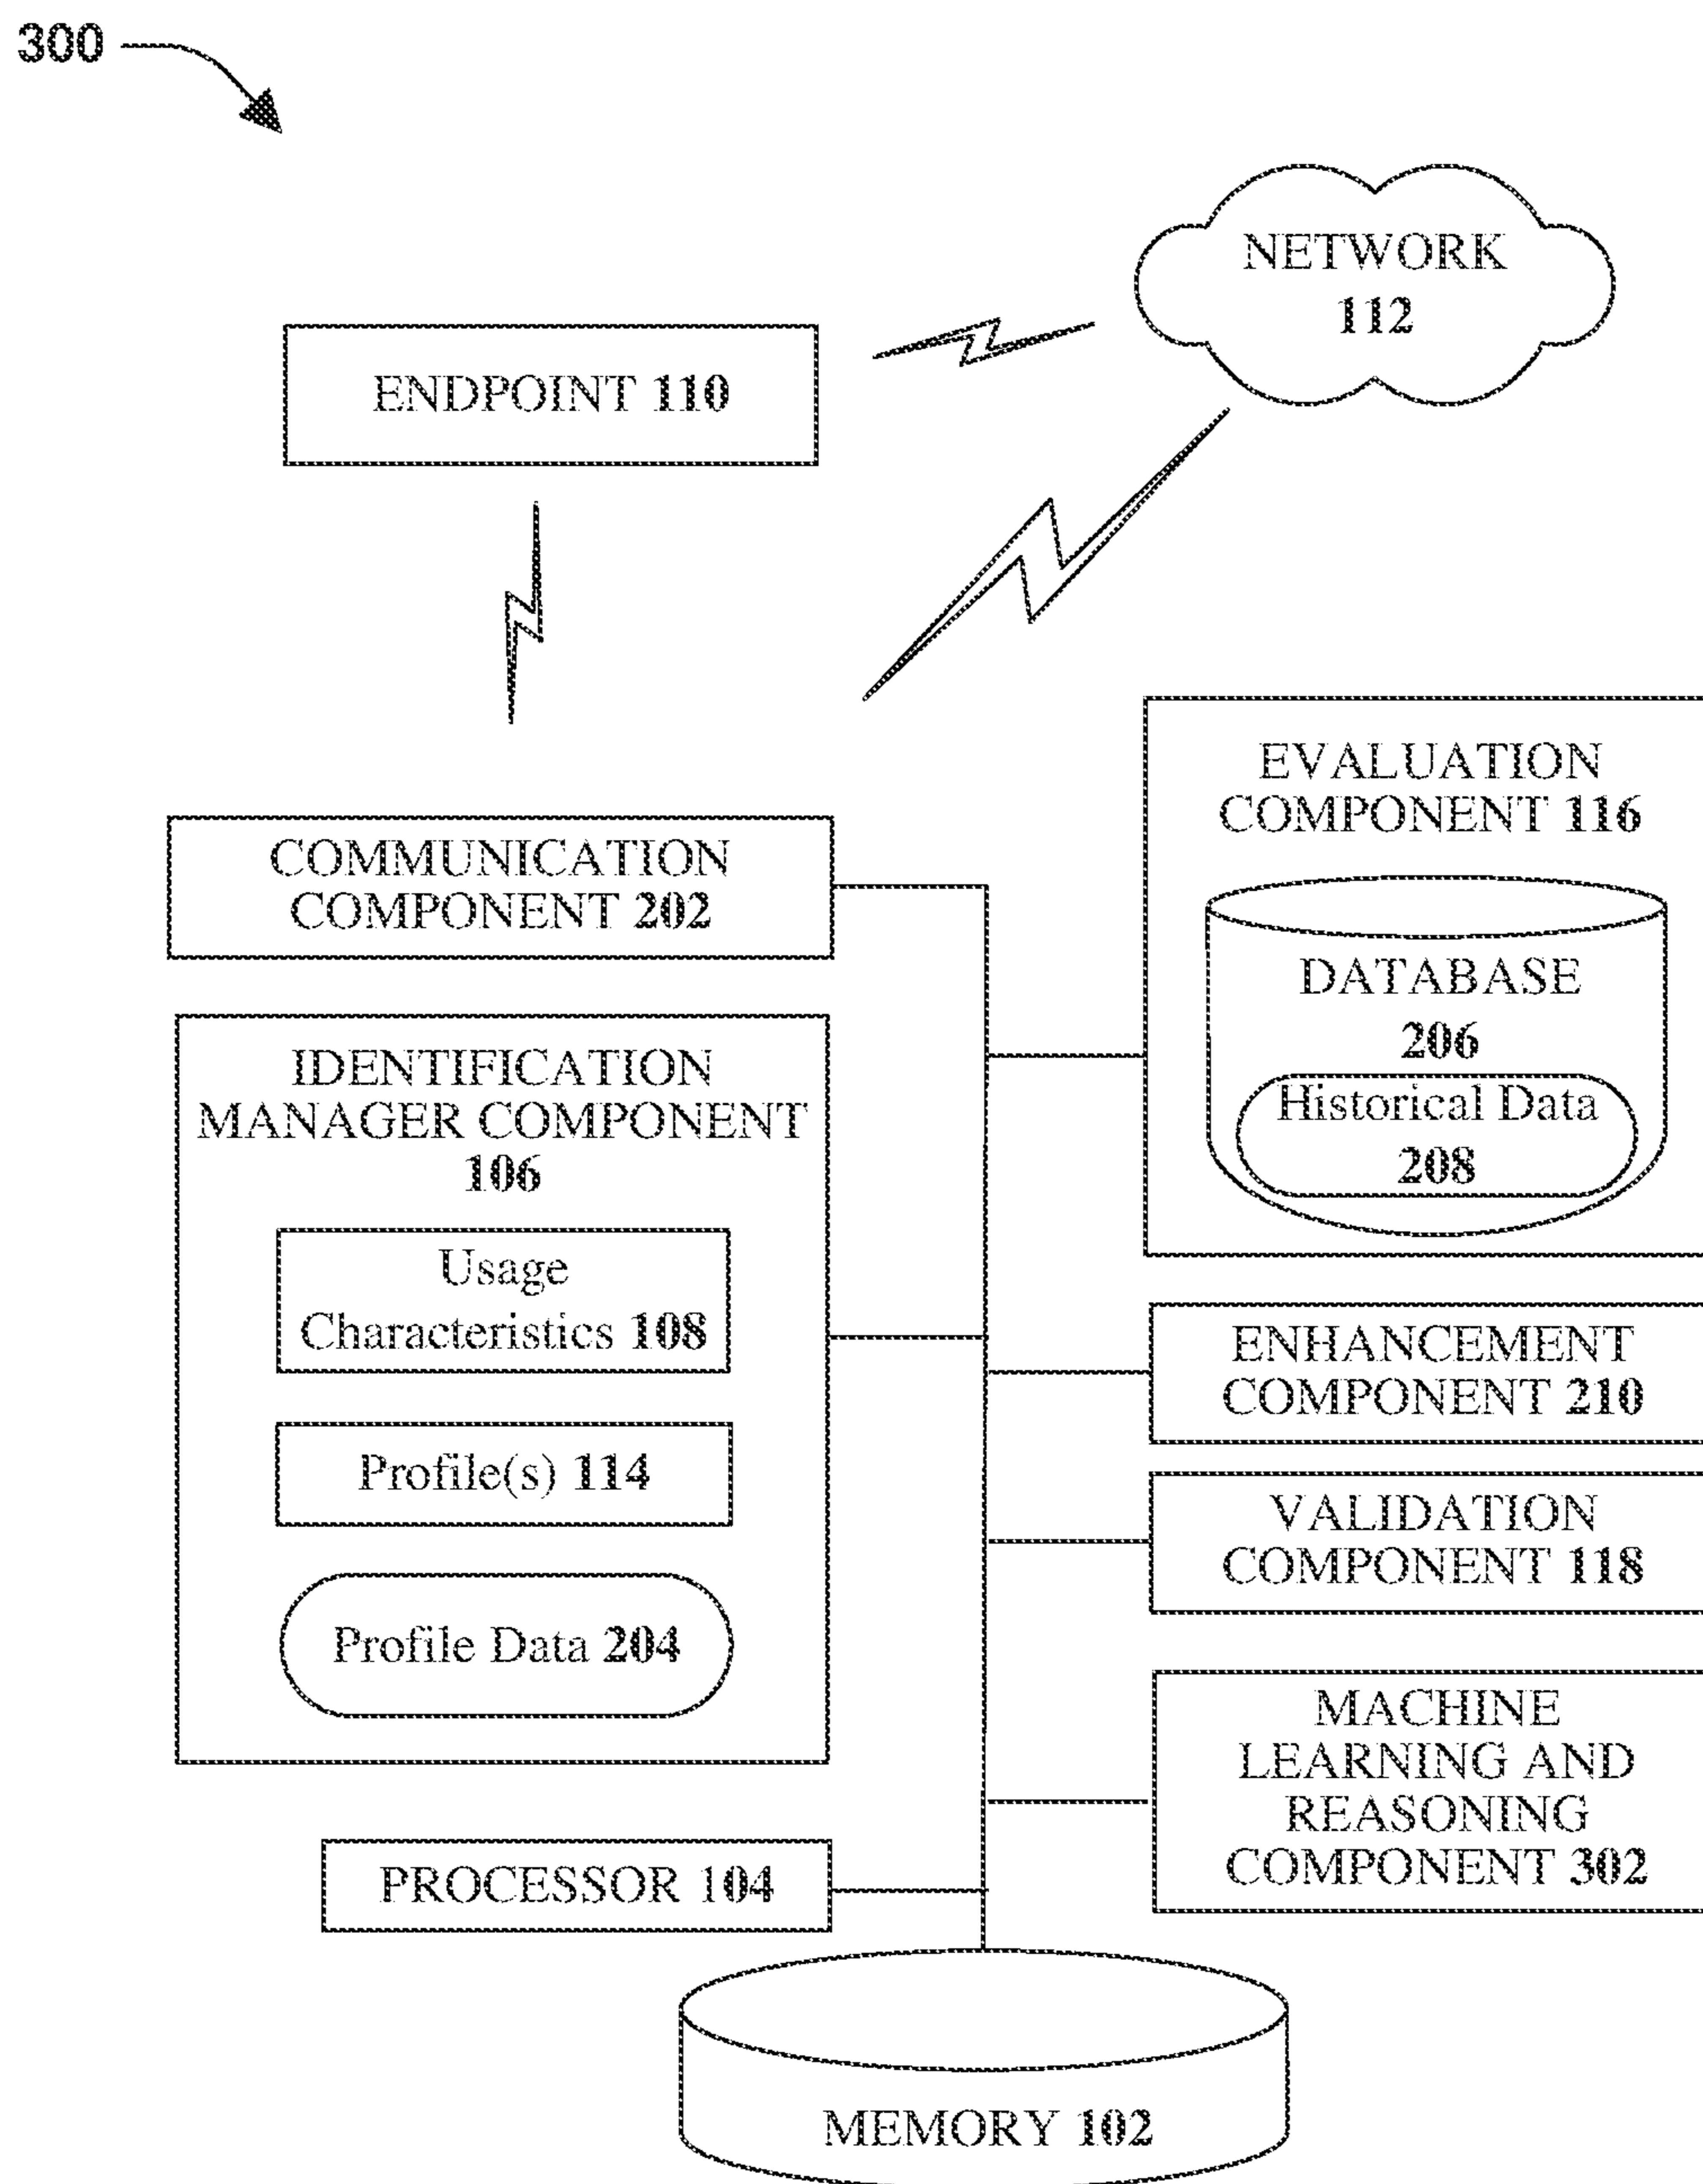 300
NETWORK
112
ENDPOINT 110
EVALUATION
COMPONENT 116
DATABASE
206
Historical Data
208
COMMUNICATION
COMPONENT 202
IDENTIFICATION
MANAGER COMPONENT
106
Usage
Characteristics 108
Profile(s) 114
Profile Data 204
ENHANCEMENT
COMPONENT 210
VALIDATION
COMPONENT 118
MACHINE
LEARNING AND
REASONING
COMPONENT 302
PROCESSOR 104
MEMORY 102